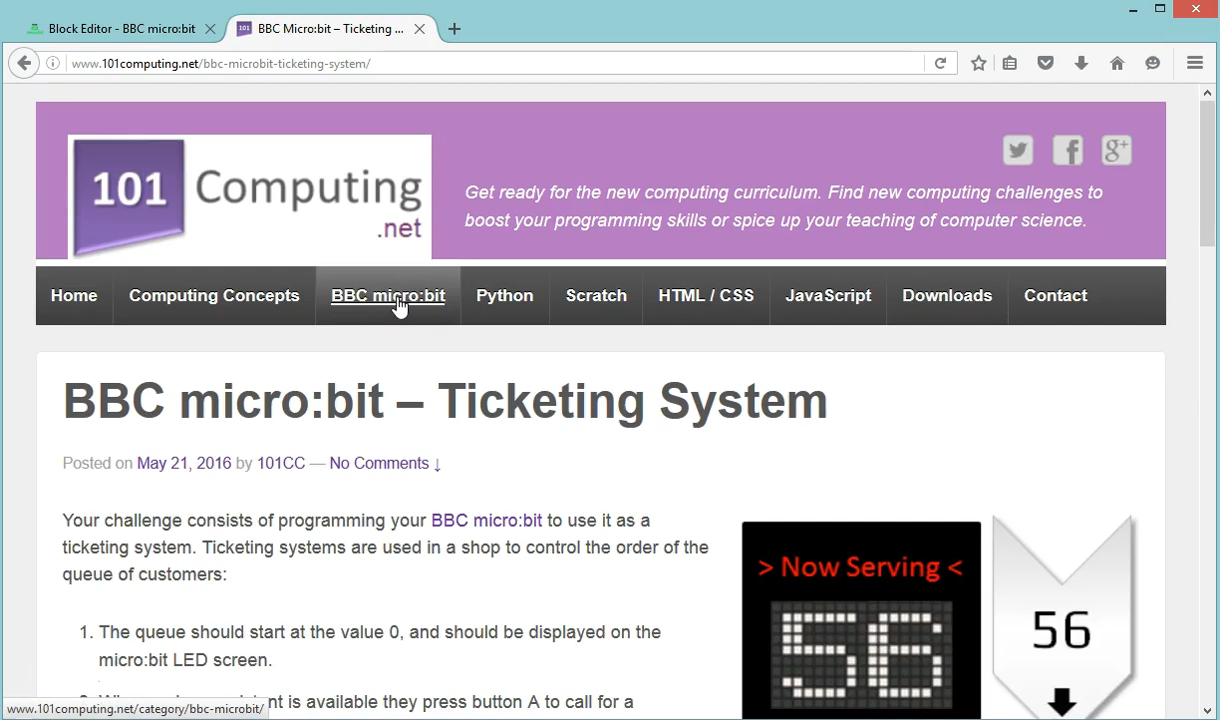 Block Editor - BBC micro:bit
BBC Micro:bit – Ticketing ...
www.101computing.net/bbc-microbit-ticketing-system/
101 Computing
.net
Get ready for the new computing curriculum. Find new computing challenges to
boost your programming skills or spice up your teaching of computer science.
Home Computing Concepts BBC micro:bit Python Scratch HTML / CSS JavaScript Downloads Contact
BBC micro:bit – Ticketing System
Posted on May 21, 2016 by 101CC — No Comments ↓
Your challenge consists of programming your BBC micro:bit to use it as a
ticketing system. Ticketing systems are used in a shop to control the order of the
queue of customers:
1. The queue should start at the value 0, and should be displayed on the
micro:bit LED screen.
nt is available they press button A to call for a
> Now Serving <
56
56
www.101computing.net/category/bbc-microbit/